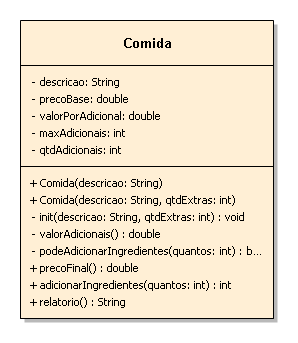 Comida
- descricao: String
- precoBase: double
- valorPorAdicional: double
- maxAdicionais: int
- qtdAdicionais: int
+ Comida(descricao: String)
+ Comida(descricao: String, qtdExtras: int)
- init(descricao: String, qtdExtras: int) : void
- valorAdicionais() : double
- podeAdicionarIngredientes(quantos: int) : b...
+ precoFinal() : double
+ adicionarIngredientes(quantos: int) : int
+ relatorio() : String